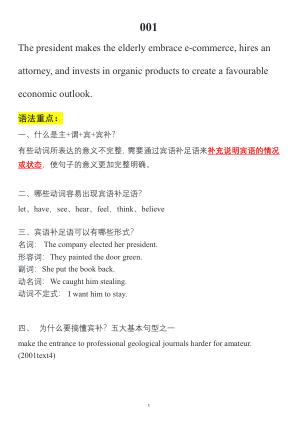 001
The president makes the elderly embrace e-commerce, hires an
attorney, and invests in organic products to create a favourable
economic outlook.
语法重点：
一、什么是主+谓+宾+宾补?
有些动词所表达的意义不完整, 需要通过宾语补足语来补充说明宾语的情况
或状态，使句子的意义更加完整明确。
二、哪些动词容易出现宾语补足语?
let、have、see、hear、feel、think、believe
三、宾语补足语可以有哪些形式?
名词： The company elected her president.
形容词：They painted the door green.
副词：She put the book back.
动名词：We caught him stealing.
动词不定式： I want him to stay.
四、 为什么要搞懂宾补? 五大基本句型之一
make the entrance to professional geological journals harder for amateur.
(2001text4)
1